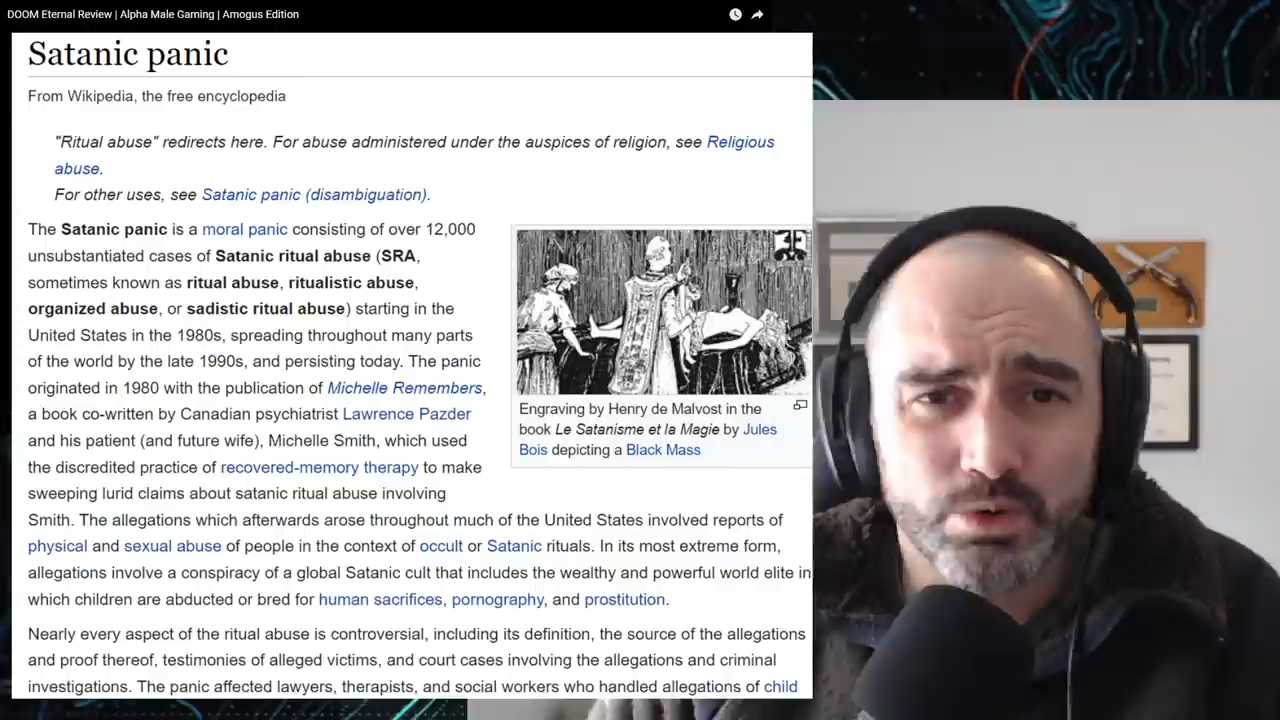 DOOM Eternal Review | Alpha Male Gaming | Amogus Edition
Satanic panic
From Wikipedia, the free encyclopedia
"Ritual abuse" redirects here. For abuse administered under the auspices of religion, see Religious
abuse.
For other uses, see Satanic panic (disambiguation).
The Satanic panic is a moral panic consisting of over 12,000
unsubstantiated cases of Satanic ritual abuse (SRA,
sometimes known as ritual abuse, ritualistic abuse,
organized abuse, or sadistic ritual abuse) starting in the
United States in the 1980s, spreading throughout many parts
of the world by the late 1990s, and persisting today. The panic
originated in 1980 with the publication of Michelle Remembers,
a book co-written by Canadian psychiatrist Lawrence Pazder
and his patient (and future wife), Michelle Smith, which used
the discredited practice of recovered-memory therapy to make
sweeping lurid claims about satanic ritual abuse involving
Smith. The allegations which afterwards arose throughout much of the United States involved reports of
physical and sexual abuse of people in the context of occult or Satanic rituals. In its most extreme form,
allegations involve a conspiracy of a global Satanic cult that includes the wealthy and powerful world elite in
which children are abducted or bred for human sacrifices, pornography, and prostitution.
Engraving by Henry de Malvost in the
book Le Satanisme et la Magie by Jules
Bois depicting a Black Mass
Nearly every aspect of the ritual abuse is controversial, including its definition, the source of the allegations
and proof thereof, testimonies of alleged victims, and court cases involving the allegations and criminal
investigations. The panic affected lawyers, therapists, and social workers who handled allegations of child